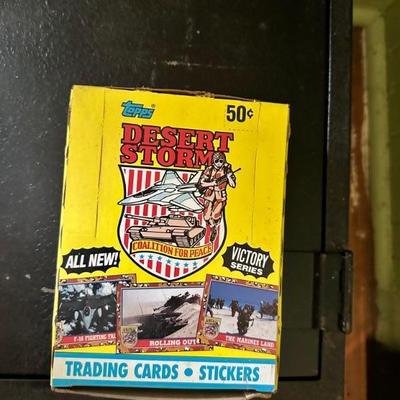 Topps
50¢
DESERT
STORM
COALITION FOR PEACE
ALL NEW!
VICTORY
SERIES
F-16 FIGHTING
ROLLING OUT
THE MARINES LAND
TRADING CARDS • STICKERS